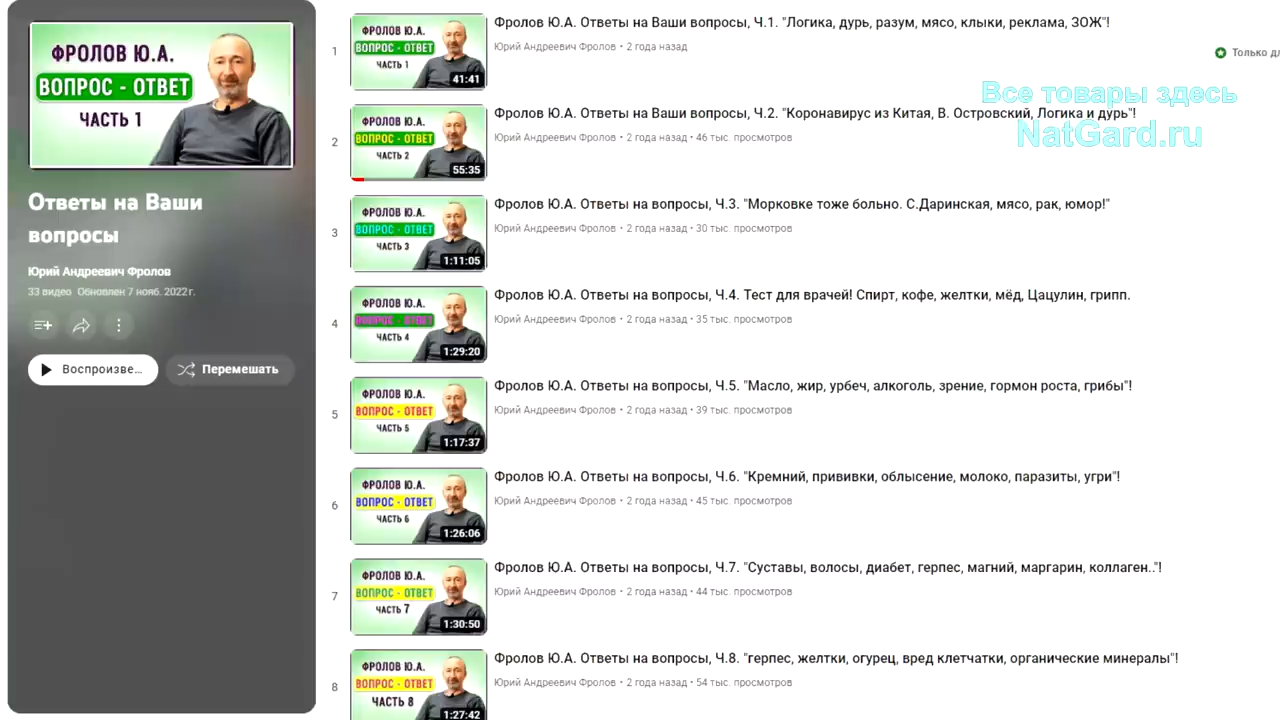 ФРОЛОВ Ю.А.
ВОПРОС - ОТВЕТ
ЧАСТЬ 1
Ответы на Ваши
вопросы
Юрий Андреевич Фролов
33 видео Обновлен 7 нояб. 2022 г.
Воспроизве...
Перемешать
1
ФРОЛОВ Ю.А.
ВОПРОС - ОТВЕТ
ЧАСТЬ 1
41:41
Фролов Ю.А. Ответы на Ваши вопросы, Ч.1. "Логика, дурь, разум, мясо, клыки, реклама, ЗОЖ"!
Юрий Андреевич Фролов • 2 года назад
Только
Все товары здесь
NatGard.ru
2
ФРОЛОВ Ю.А.
ВОПРОС - ОТВЕТ
ЧАСТЬ 2
55:35
Фролов Ю.А. Ответы на Ваши вопросы, Ч.2. "Коронавирус из Китая, В. Островский, Логика и дурь"!
Юрий Андреевич Фролов • 2 года назад • 46 тыс. просмотров
3
ФРОЛОВ Ю.А.
ВОПРОС - ОТВЕТ
ЧАСТЬ 3
1:11:05
Фролов Ю.А. Ответы на вопросы, Ч.3. "Морковке тоже больно. С.Даринская, мясо, рак, юмор!"
Юрий Андреевич Фролов • 2 года назад • 30 тыс. просмотров
4
ФРОЛОВ Ю.А.
ВОПРОС - ОТВЕТ
ЧАСТЬ 4
1:29:20
Фролов Ю.А. Ответы на вопросы, Ч.4. Тест для врачей! Спирт, кофе, желтки, мёд, Цацулин, грипп.
Юрий Андреевич Фролов • 2 года назад • 35 тыс. просмотров
5
ФРОЛОВ Ю.А.
ВОПРОС - ОТВЕТ
ЧАСТЬ 5
1:17:37
Фролов Ю.А. Ответы на вопросы, Ч.5. "Масло, жир, урбеч, алкоголь, зрение, гормон роста, грибы"!
Юрий Андреевич Фролов • 2 года назад • 39 тыс. просмотров
6
ФРОЛОВ Ю.А.
ВОПРОС - ОТВЕТ
ЧАСТЬ 6
1:26:06
Фролов Ю.А. Ответы на вопросы, Ч.6. "Кремний, прививки, облысение, молоко, паразиты, угри"!
Юрий Андреевич Фролов • 2 года назад • 45 тыс. просмотров
7
ФРОЛОВ Ю.А.
ВОПРОС - ОТВЕТ
ЧАСТЬ 7
1:30:50
Фролов Ю.А. Ответы на вопросы, Ч.7. "Суставы, волосы, диабет, герпес, магний, маргарин, коллаген.."!
Юрий Андреевич Фролов • 2 года назад • 44 тыс. просмотров
8
ФРОЛОВ Ю.А.
ВОПРОС - ОТВЕТ
ЧАСТЬ 8
1:27:42
Фролов Ю.А. Ответы на вопросы, Ч.8. "герпес, желтки, огурец, вред клетчатки, органические минералы"!
Юрий Андреевич Фролов • 2 года назад • 54 тыс. просмотров